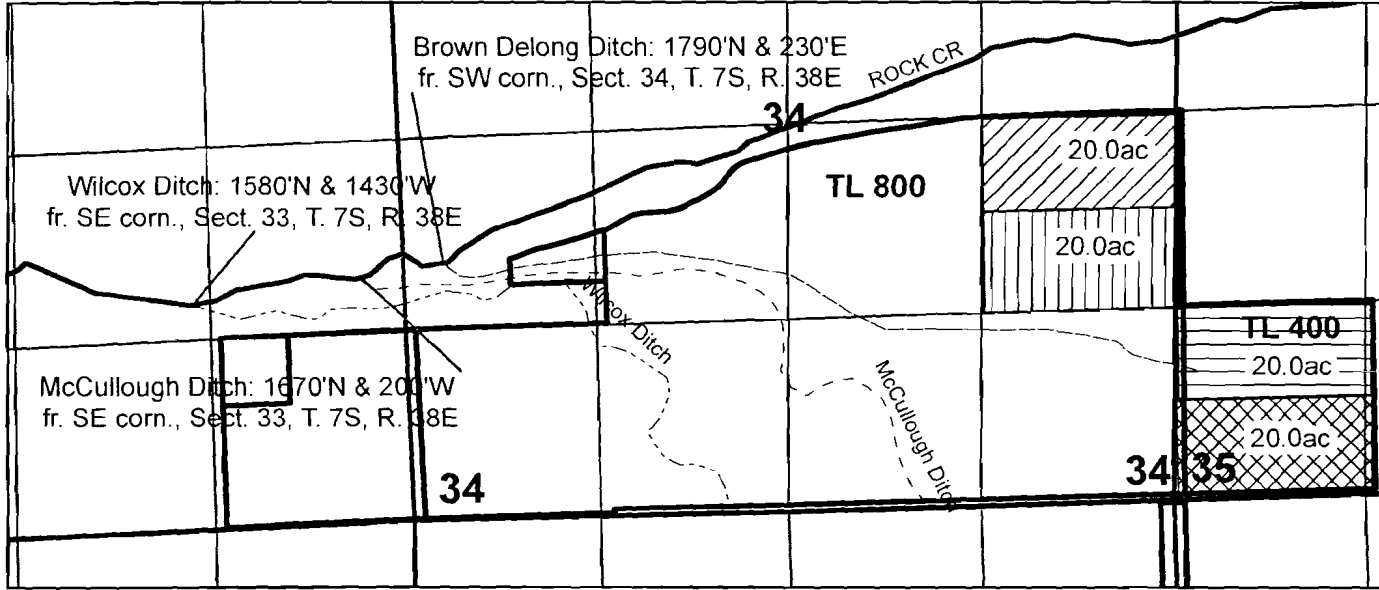 Brown Delong Ditch: 1790'N & 230'E
fr. SW corn., Sect. 34, T. 7S, R. 38E
ROCK CR
34
20.0ac
Wilcox Ditch: 1580'N & 1430'W
fr. SE corn., Sect. 33, T. 7S, R. 38E
TL 800
20.0ac
Wilcox Ditch
TL 400
20.0ac
McCullough Ditch: 1670'N & 200'W
fr. SE corn., Sect. 33, T. 7S, R. 38E
McCullough Ditch
20.0ac
34
34
35